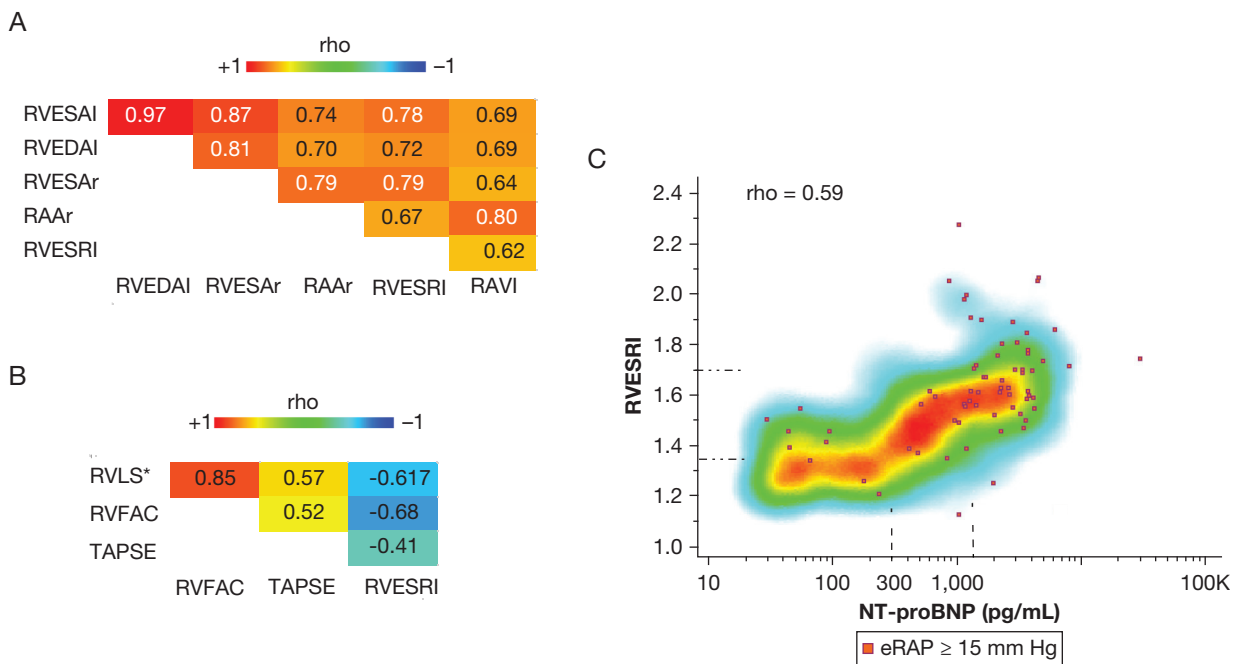 A
rho
+1 −1
RVESAI 0.97 0.87 0.74 0.78 0.69
RVEDAI 0.81 0.70 0.72 0.69
RVESAr 0.79 0.79 0.64
RAAr 0.67 0.80
RVESRI 0.62
RVEDAI RVESAr RAAr RVESRI RAVI
B
rho
+1 −1
RVLS* 0.85 0.57 -0.617
RVFAC 0.52 -0.68
TAPSE -0.41
RVFAC TAPSE RVESRI
C
rho = 0.59
2.4
2.2
2.0
1.8
1.6
1.4
1.2
1.0
RVESRI
10 100 300 1,000 100K
NT-proBNP (pg/mL)
eRAP ≥ 15 mm Hg